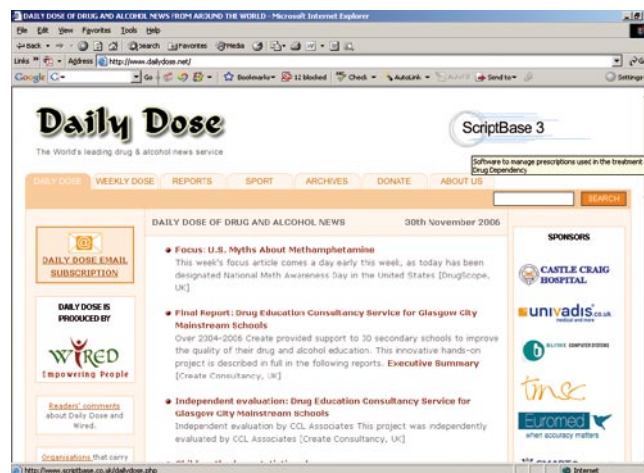 DAILY DOSE OF DRUG AND ALCOHOL NEWS FROM AROUND THE WORLD - Microsoft Internet Explorer
File Edit View Favorites Tools Help
Back Search Favorites Media
Links Address http://www.dailydose.net/ Go
Google Go Bookmarks 12 blocked Check AutoLink AutoFill Send to Settings
Daily Dose
The World's leading drug & alcohol news service
ScriptBase 3
Software to manage prescriptions used in the treatment
Drug Dependency
DAILY DOSE WEEKLY DOSE REPORTS SPORT ARCHIVES DONATE ABOUT US
SEARCH
DAILY DOSE EMAIL
SUBSCRIPTION
DAILY DOSE IS
PRODUCED BY
WIRED
Empowering People
Readers' comments
about Daily Dose and
Wired.
Organisations that carry
DAILY DOSE OF DRUG AND ALCOHOL NEWS 30th November 2006
Focus: U.S. Myths About Methamphetamine
This week's focus article comes a day early this week, as today has been
designated National Meth Awareness Day in the United States [DrugScope,
UK]
Final Report: Drug Education Consultancy Service for Glasgow City
Mainstream Schools
Over 2004-2006 Create provided support to 30 secondary schools to improve
the quality of their drug and alcohol education. This innovative hands-on
project is described in full in the following reports. Executive Summary
[Create Consultancy, UK]
Independent evaluation: Drug Education Consultancy Service for
Glasgow City Mainstream Schools
Independent evaluation by CCL Associates This project was independently
evaluated by CCL Associates [Create Consultancy, UK]
SPONSORS
CASTLE CRAIG
HOSPITAL
univadis.co.uk
medical and more
COMPUTER SYSTEMS
tmsc
Euromed
when accuracy matters
http://www.scriptbase.co.uk/dailydose.php Internet